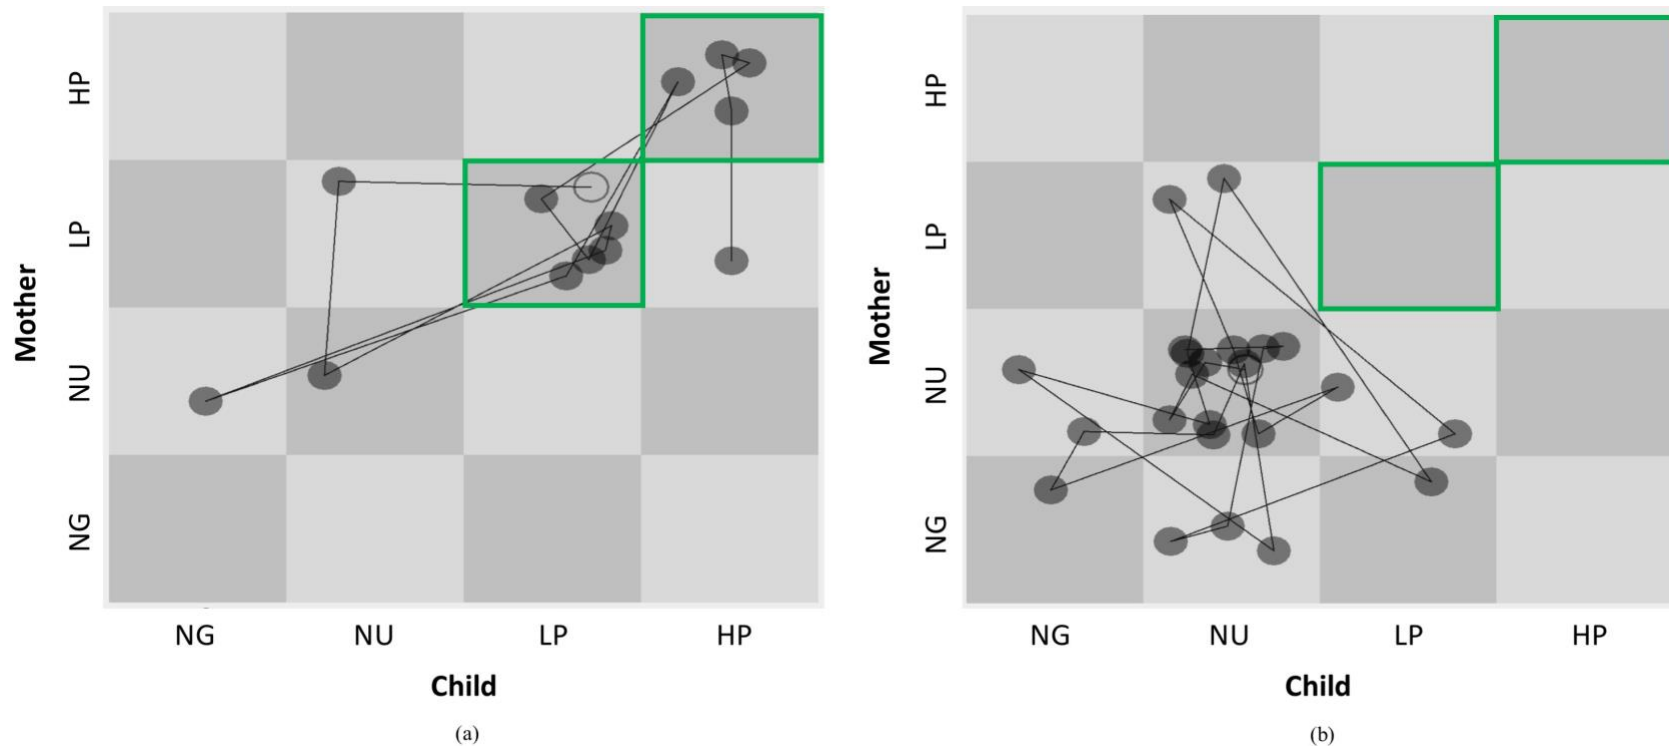 HP
LP
NU
NG
Mother
NG NU LP HP
Child
(a)
HP
LP
NU
NG
Mother
NG NU LP HP
Child
(b)